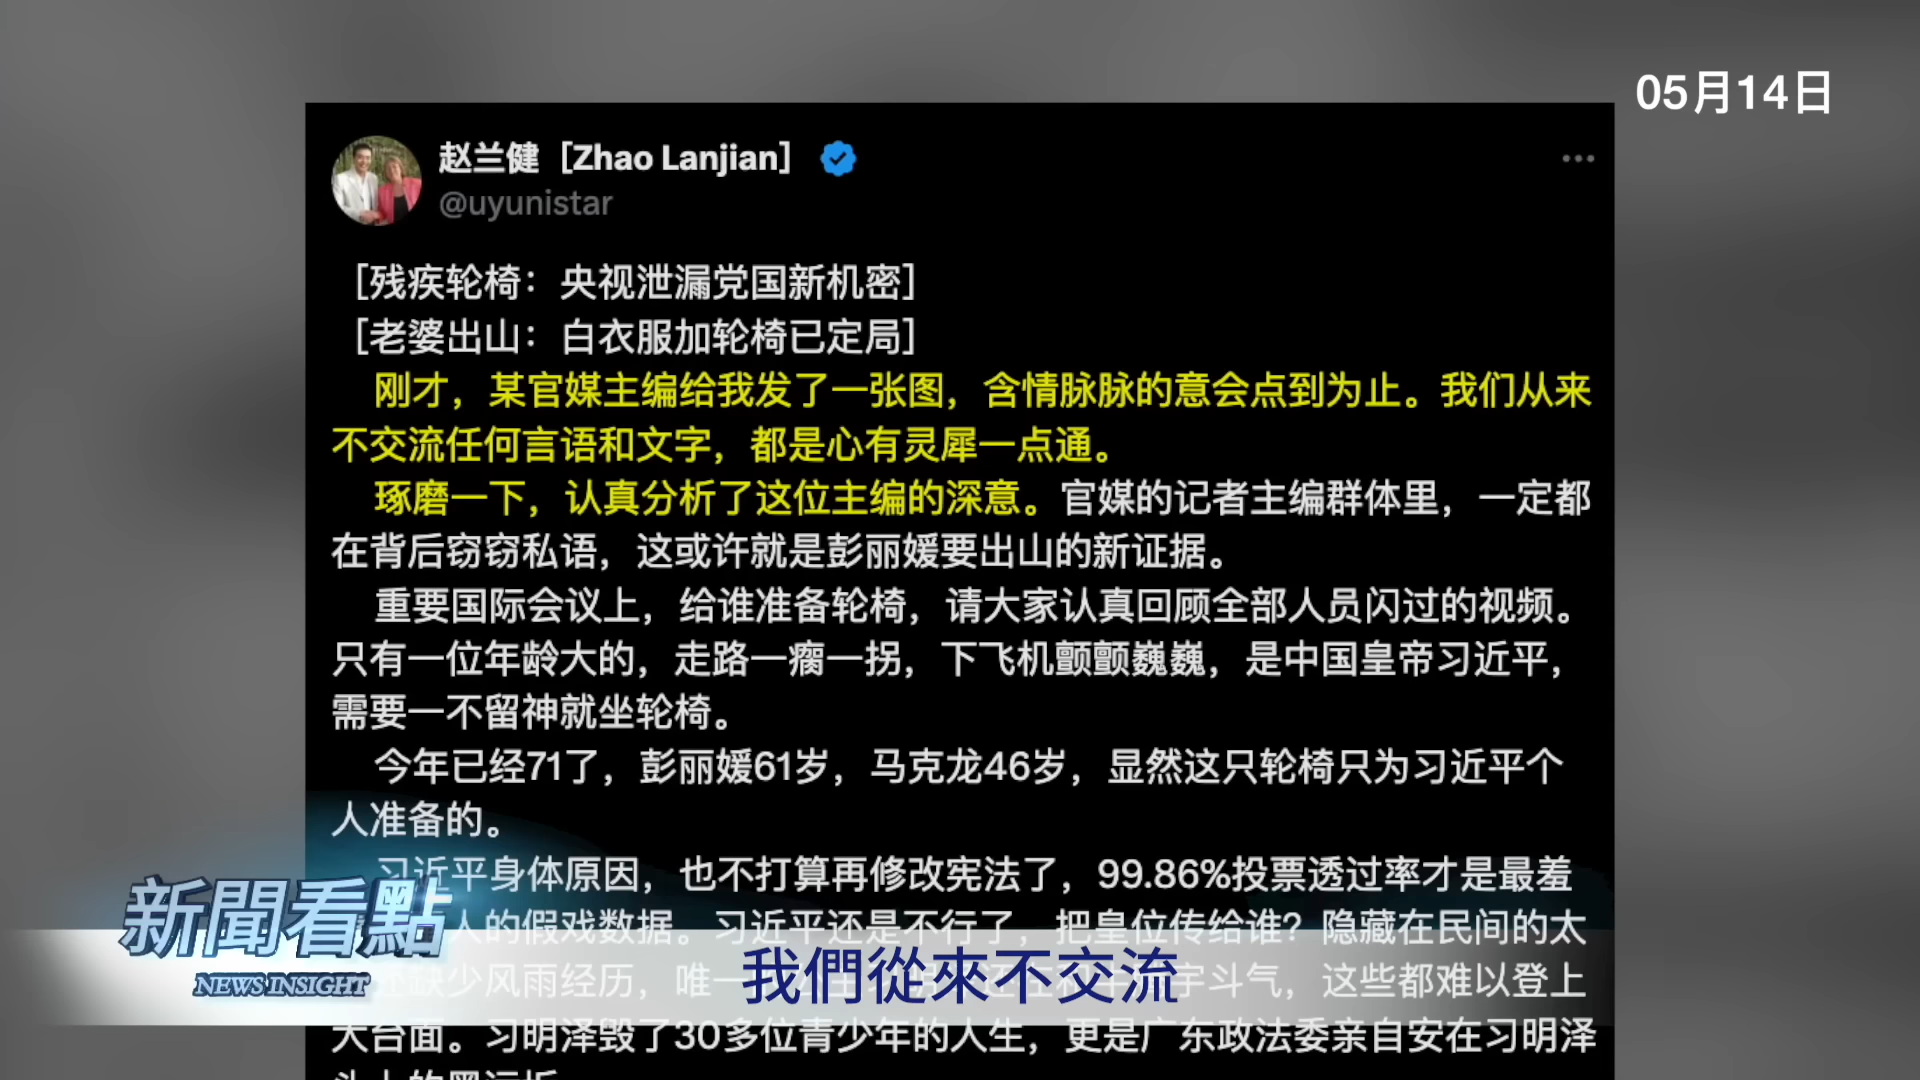 05月14日
赵兰健 [Zhao Lanjian]
@uyunistar
[残疾轮椅：央视泄漏党国新机密]
[老婆出山：白衣服加轮椅已定局]
刚才，某官媒主编给我发了一张图，含情脉脉的意会点到为止。我们从来
不交流任何言语和文字，都是心有灵犀一点通。
琢磨一下，认真分析了这位主编的深意。官媒的记者主编群体里，一定都
在背后窃窃私语，这或许就是彭丽媛要出山的新证据。
重要国际会议上，给谁准备轮椅，请大家认真回顾全部人员闪过的视频。
只有一位年龄大的，走路一瘸一拐，下飞机颤颤巍巍，是中国皇帝习近平，
需要一不留神就坐轮椅。
今年已经71了，彭丽媛61岁，马克龙46岁，显然这只轮椅只为习近平个
人准备的。
习近平身体原因，也不打算再修改宪法了，99.86%投票透过率才是最羞
人的假戏数据。习近平还是不行了，把皇位传给谁？隐藏在民间的太
缺少风雨经历，唯一
字斗气，这些都难以登上
大台面。习明泽毁了30多位青少年的人生，更是广东政法委亲自安在习明泽
新聞看點
NEWS INSIGHT
我們從來不交流